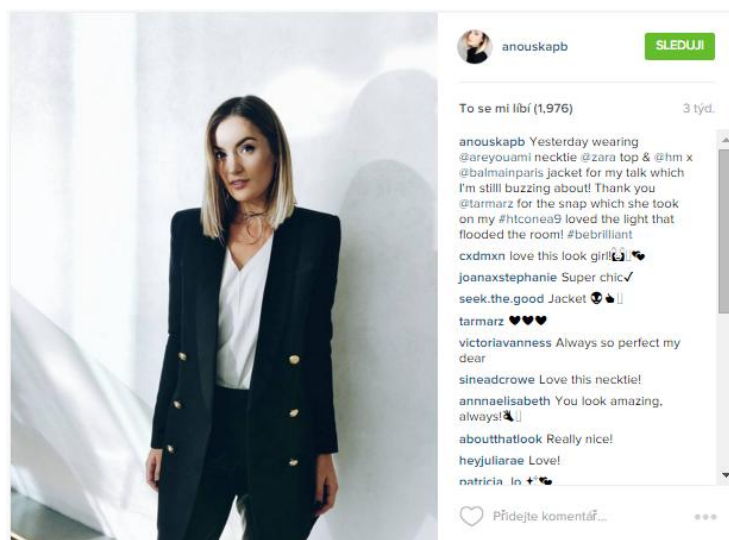 anouskapb
SLEDUJI
To se mi líbí (1,976)
3 týd.
anouskapb Yesterday wearing
@areyouami necktie @zara top & @hm x
@balmainparis jacket for my talk which
I'm stilll buzzing about! Thank you
@tarmarz for the snap which she took
on my #htconea9 loved the light that
flooded the room! #bebrilliant
cxdmxn love this look girl!
joanaxstephanie Super chic✓
seek.the.good Jacket 👽👍
tarmarz ♥♥♥
victoriavanness Always so perfect my
dear
sineadcrowe Love this necktie!
annnaelisabeth You look amazing,
always!
aboutthatlook Really nice!
heyjuliarae Love!
patricia_lo
Přidejte komentář...